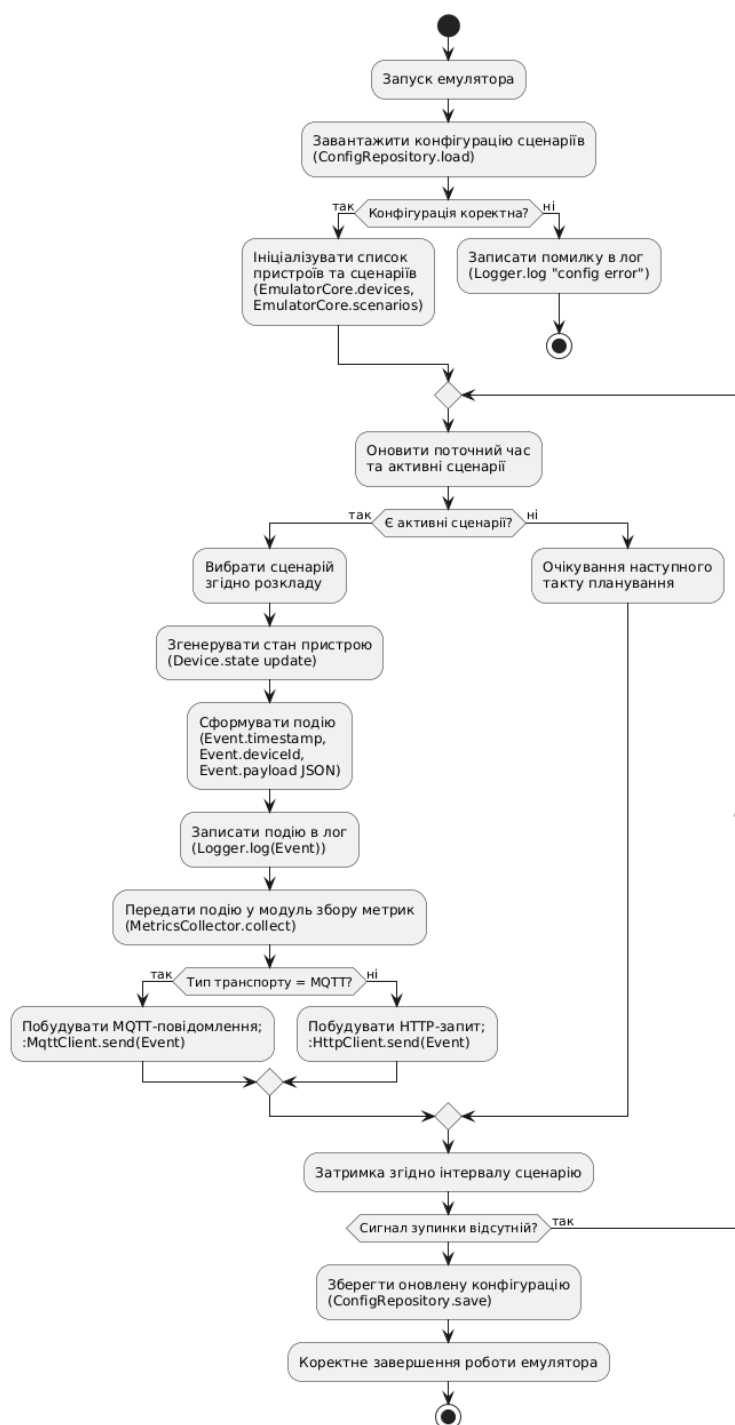 Запуск емулятора
Завантажити конфігурацію сценаріїв
(ConfigRepository.load)
так
Конфігурація коректна?
ні
Ініціалізувати список
пристроїв та сценаріїв
(EmulatorCore.devices,
EmulatorCore.scenarios)
Записати помилку в лог
(Logger.log "config error")
Оновити поточний час
та активні сценарії
так
Є активні сценарії?
ні
Вибрати сценарій
згідно розкладу
Очікування наступного
такту планування
Згенерувати стан пристрою
(Device.state update)
Сформувати подію
(Event.timestamp,
Event.deviceId,
Event.payload JSON)
Записати подію в лог
(Logger.log(Event))
Передати подію у модуль збору метрик
(MetricsCollector.collect)
так
Тип транспорту = MQTT?
ні
Побудувати MQTT-повідомлення;
:MqttClient.send(Event)
Побудувати HTTP-запит;
:HttpClient.send(Event)
Затримка згідно інтервалу сценарію
Сигнал зупинки відсутній?
так
Зберегти оновлену конфігурацію
(ConfigRepository.save)
Коректне завершення роботи емулятора